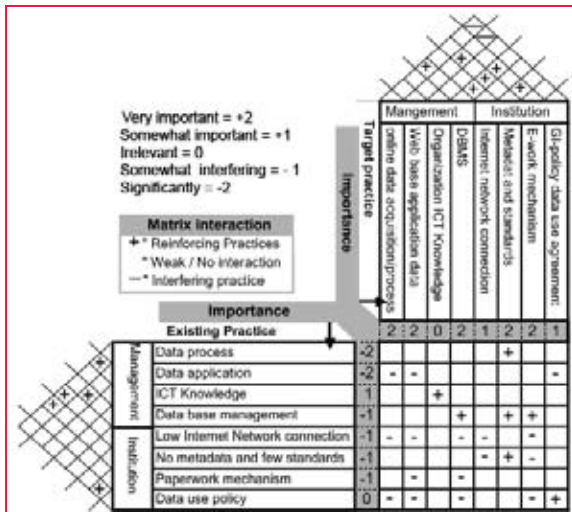 Very important = +2
Somewhat important = +1
Irelevant = 0
Somewhat interfering = - 1
Significantly = -2
Matrix interaction
+ " Reinforcing Practices
" Weak / No interaction
— " Interfering practice
Mangement Institution
Target practice
online data acquistion/process
Web base application data
Organization ICT Knowledge
DBMS
Internet network connection
Metadat and standards
E-work mechanism
GI-policy data use agreement
Importance
Importance
Existing Practice 2 2 0 2 1 2 2 1
Management
Data process -2 +
Data application -2 - - -
ICT Knowledge 1 +
Data base management -1 + + +
Institution
Low Internet Network connection -1 - - - - -
No metadata and few standards -1 - + -
Paperwork mechanism -1 - -
Data use policy 0 - - - - +